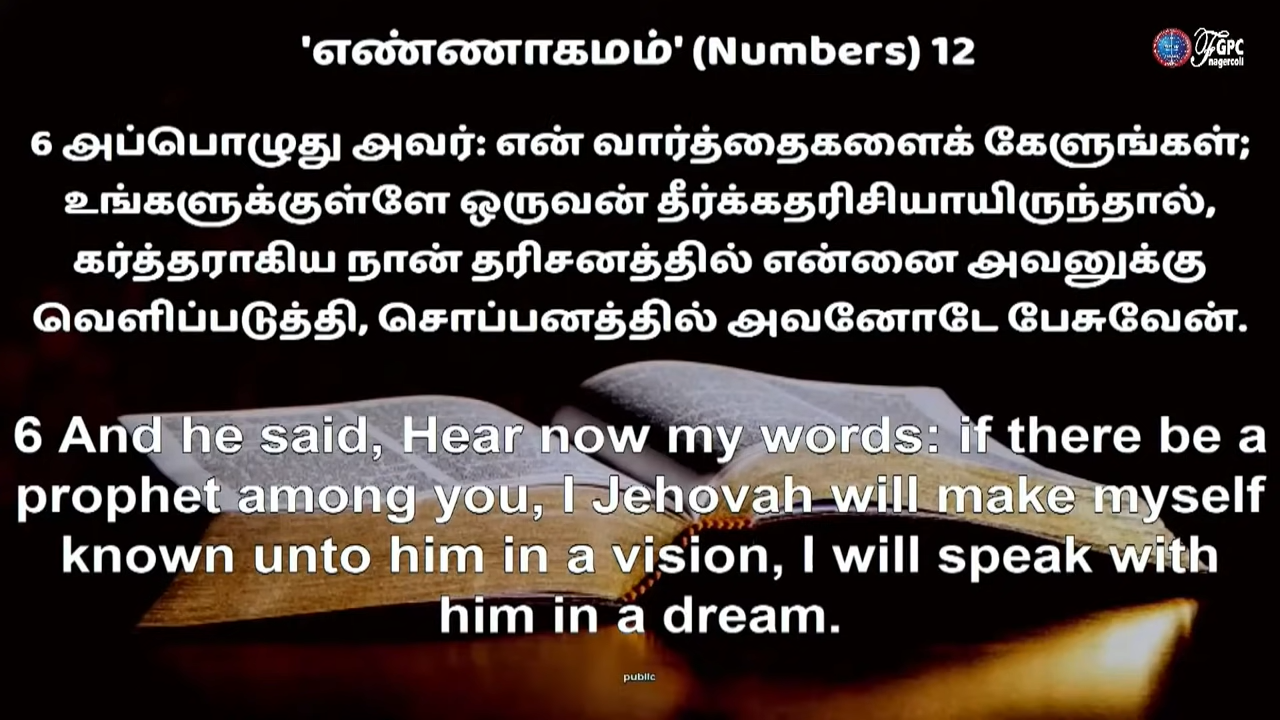 'எண்ணாகமம்' (Numbers) 12
GPC
nagercoil
6 அப்பொழுது அவர்: என் வார்த்தைகளைக் கேளுங்கள்;
உங்களுக்குள்ளே ஒருவன் தீர்க்கதரிசியாயிருந்தால்,
கர்த்தராகிய நான் தரிசனத்தில் என்னை அவனுக்கு
வெளிப்படுத்தி, சொப்பனத்தில் அவனோடே பேசுவேன்.
6 And he said, Hear now my words: if there be a
prophet among you, I Jehovah will make myself
known unto him in a vision, I will speak with
him in a dream.
public